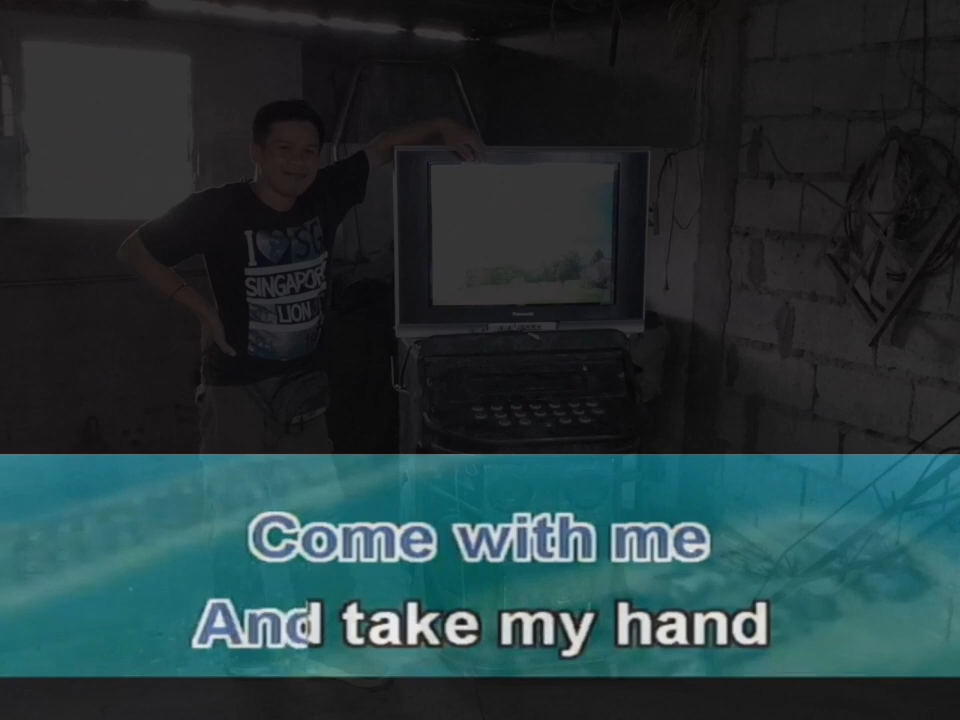 I
SINGAPORE
LION
Panasonic
Come with me
And take my hand